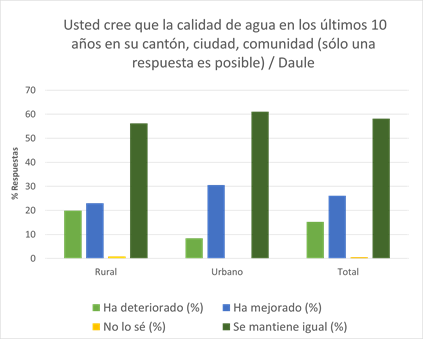 Usted cree que la calidad de agua en los últimos 10
años en su cantón, ciudad, comunidad (sólo una
respuesta es posible) / Daule
% Respuestas
70
60
50
40
30
20
10
0
Rural Urbano Total
Ha deteriorado (%) Ha mejorado (%)
No lo sé (%) Se mantiene igual (%)